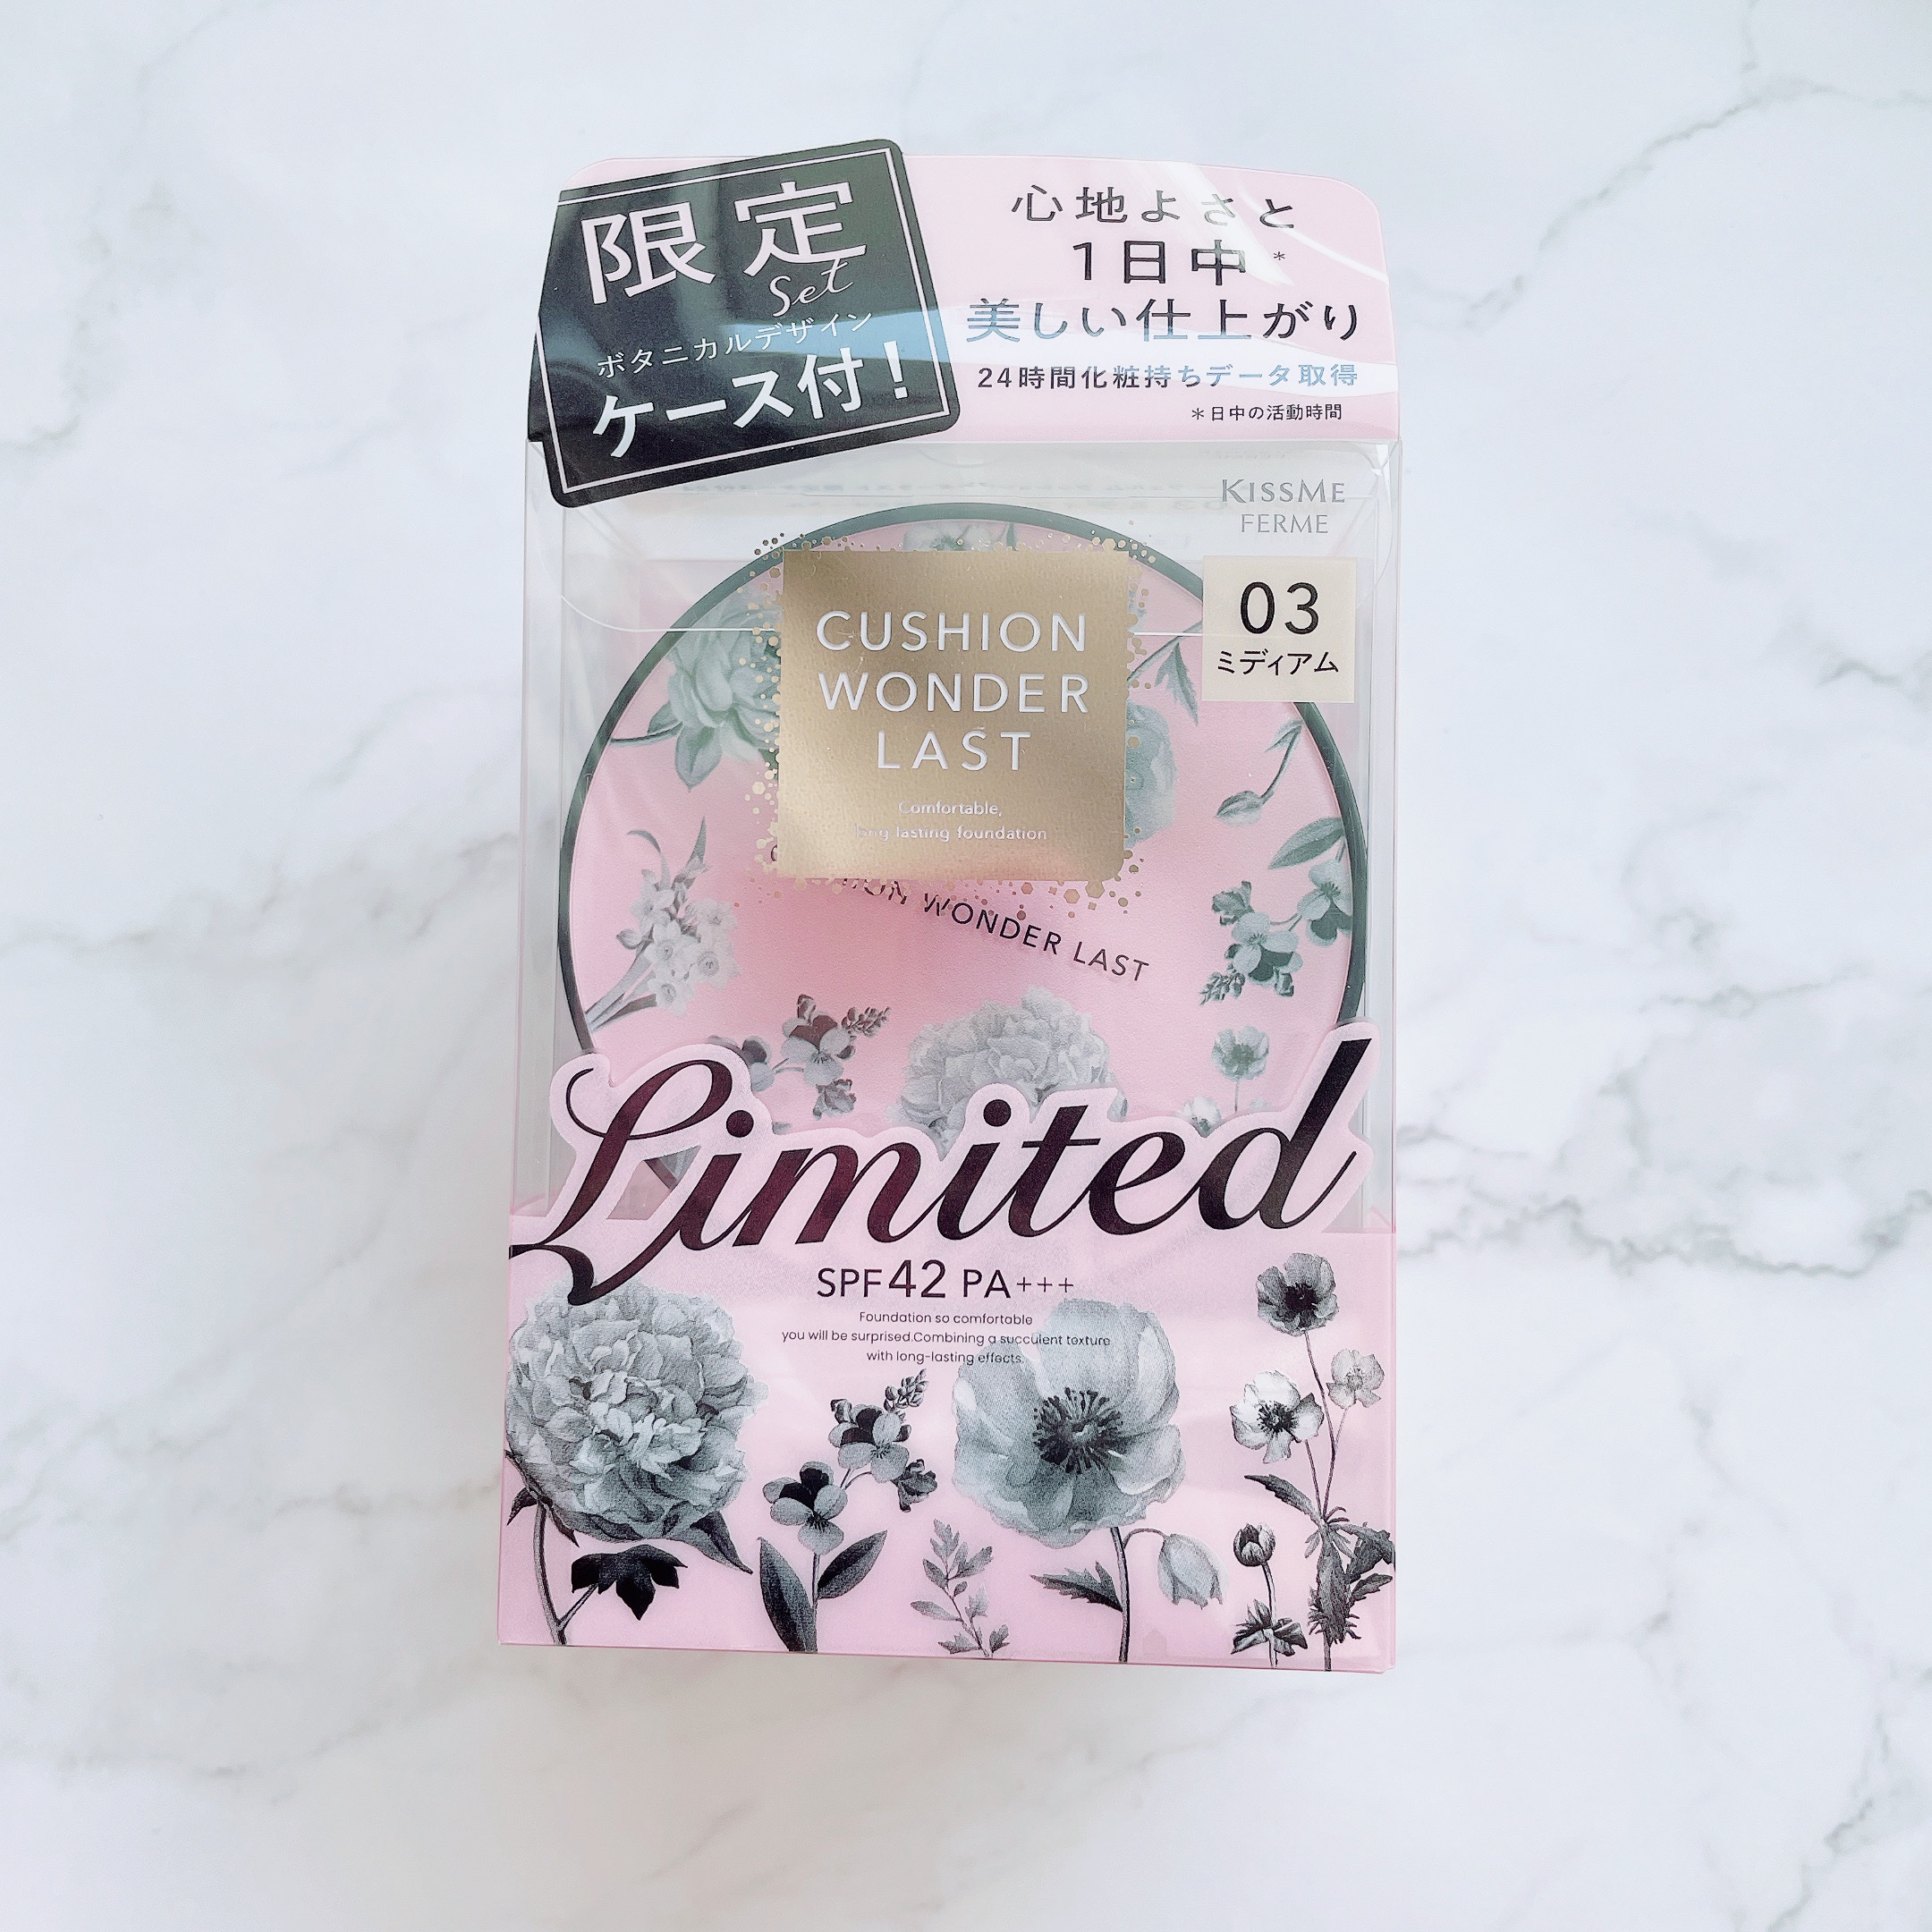 限定
Set
ボタニカルデザイン
ケース付!
心地よさと
1日中*
美しい仕上がり
24時間化粧持ちデータ取得
*日中の活動時間
KISSME
FERME
03
ミディアム
CUSHION
WONDER
LAST
Comfortable,
long lasting foundation
WONDER LAST
Limited
SPF42 PA+++
Foundation so comfortable
you will be surprised.Combining a succulent texture
with long-lasting effects.